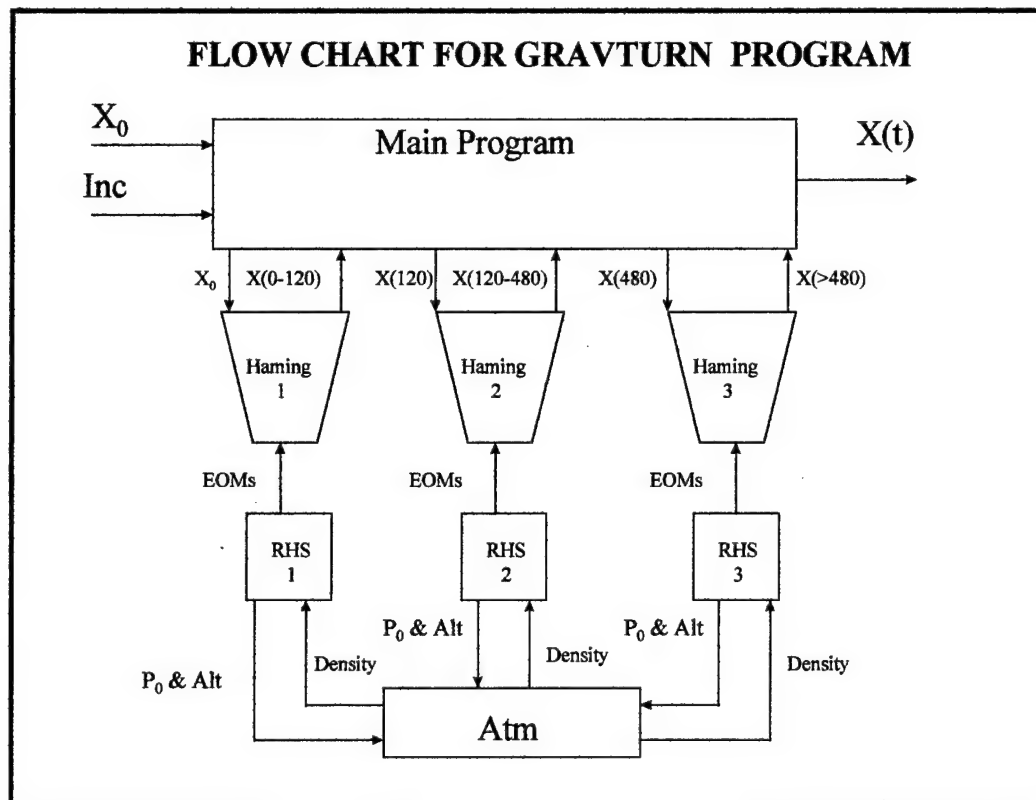 FLOW CHART FOR GRAVTURN PROGRAM
X₀
Main Program
X(t)
Inc
X₀
X(0-120)
X(120)
X(120-480)
X(480)
X(>480)
Haming
1
Haming
2
Haming
3
EOMs
EOMs
EOMs
RHS
1
RHS
2
RHS
3
P₀ & Alt
Density
P₀ & Alt
Density
P₀ & Alt
Density
Atm